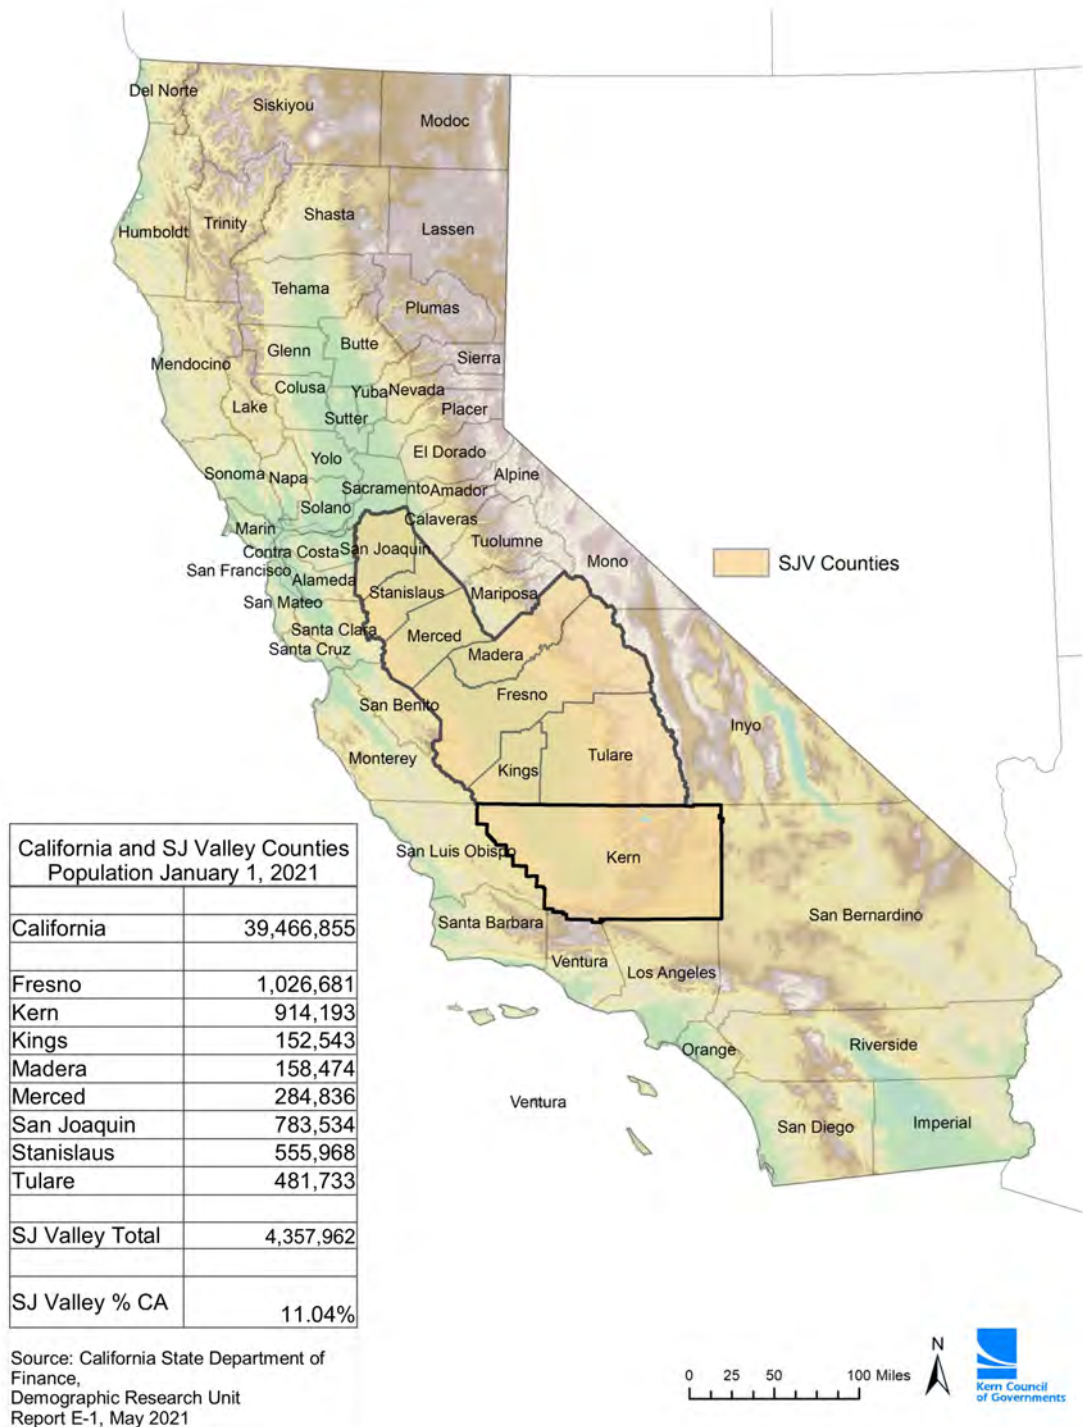 Del Norte
Siskiyou
Modoc
Humboldt
Trinity
Shasta
Lassen
Tehama
Plumas
Mendocino
Glenn
Butte
Sierra
Colusa
Yuba
Nevada
Lake
Sutter
Placer
Yolo
El Dorado
Sonoma
Napa
Alpine
Sacramento
Amador
Solano
Marin
Calaveras
Contra Costa
San Joaquin
Tuolumne
Mono
San Francisco
Alameda
Stanislaus
Mariposa
SJV Counties
San Mateo
Santa Clara
Merced
Santa Cruz
Madera
San Benito
Fresno
Inyo
Monterey
Kings
Tulare
San Luis Obispo
Kern
Santa Barbara
San Bernardino
Ventura
Los Angeles
Orange
Riverside
Ventura
San Diego
Imperial
California and SJ Valley Counties
Population January 1, 2021
California 39,466,855
Fresno 1,026,681
Kern 914,193
Kings 152,543
Madera 158,474
Merced 284,836
San Joaquin 783,534
Stanislaus 555,968
Tulare 481,733
SJ Valley Total 4,357,962
SJ Valley % CA 11.04%
Source: California State Department of
Finance,
Demographic Research Unit
Report E-1, May 2021
0 25 50 100 Miles
N
Kern Council
of Governments